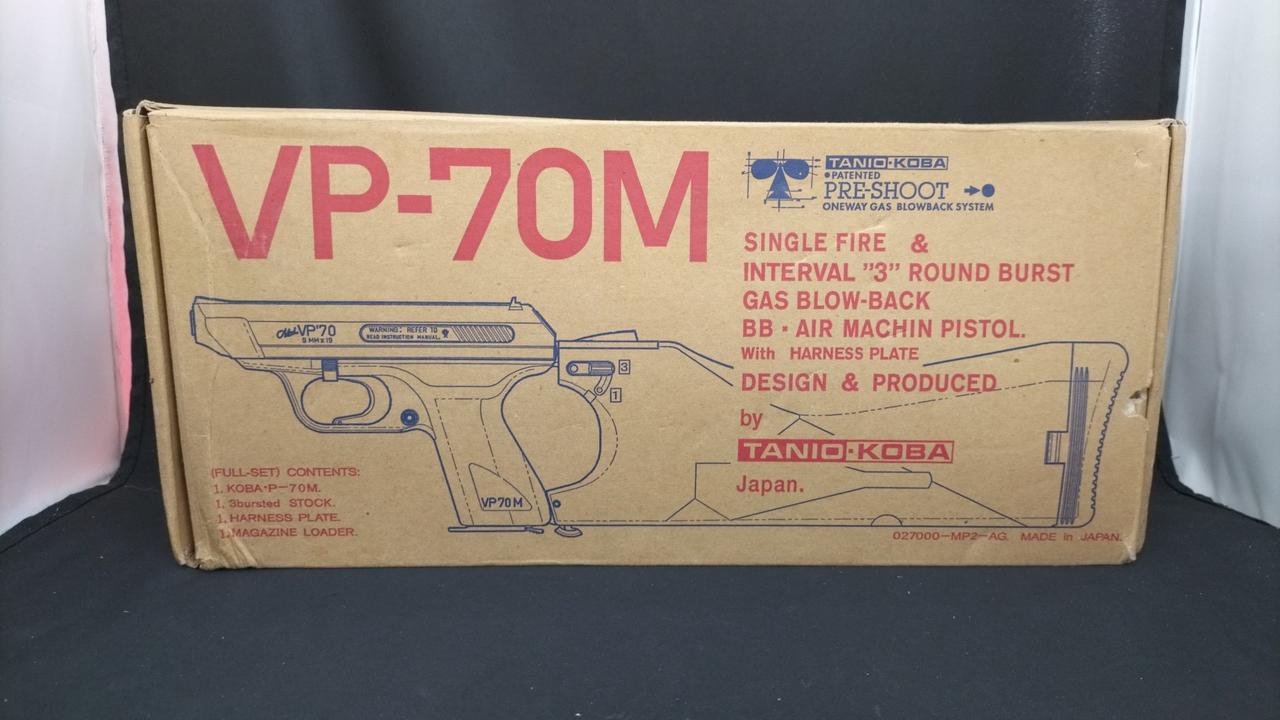 VP-70M
TANIO·KOBA
•PATENTED
PRE-SHOOT
ONEWAY GAS BLOWBACK SYSTEM
SINGLE FIRE &
INTERVAL "3" ROUND BURST
GAS BLOW-BACK
BB · AIR MACHIN PISTOL.
With HARNESS PLATE
DESIGN & PRODUCED
by
TANIO·KOBA
Japan.
VP'70
9 MM x 19
WARNING: REFER TO
READ INSTRUCTION MANUAL.
3
1
VP70M
(FULL-SET) CONTENTS:
1. KOBA·P-70M.
1. 3bursted STOCK.
1. HARNESS PLATE.
1. MAGAZINE LOADER.
027000-MP2-AG. MADE in JAPAN.